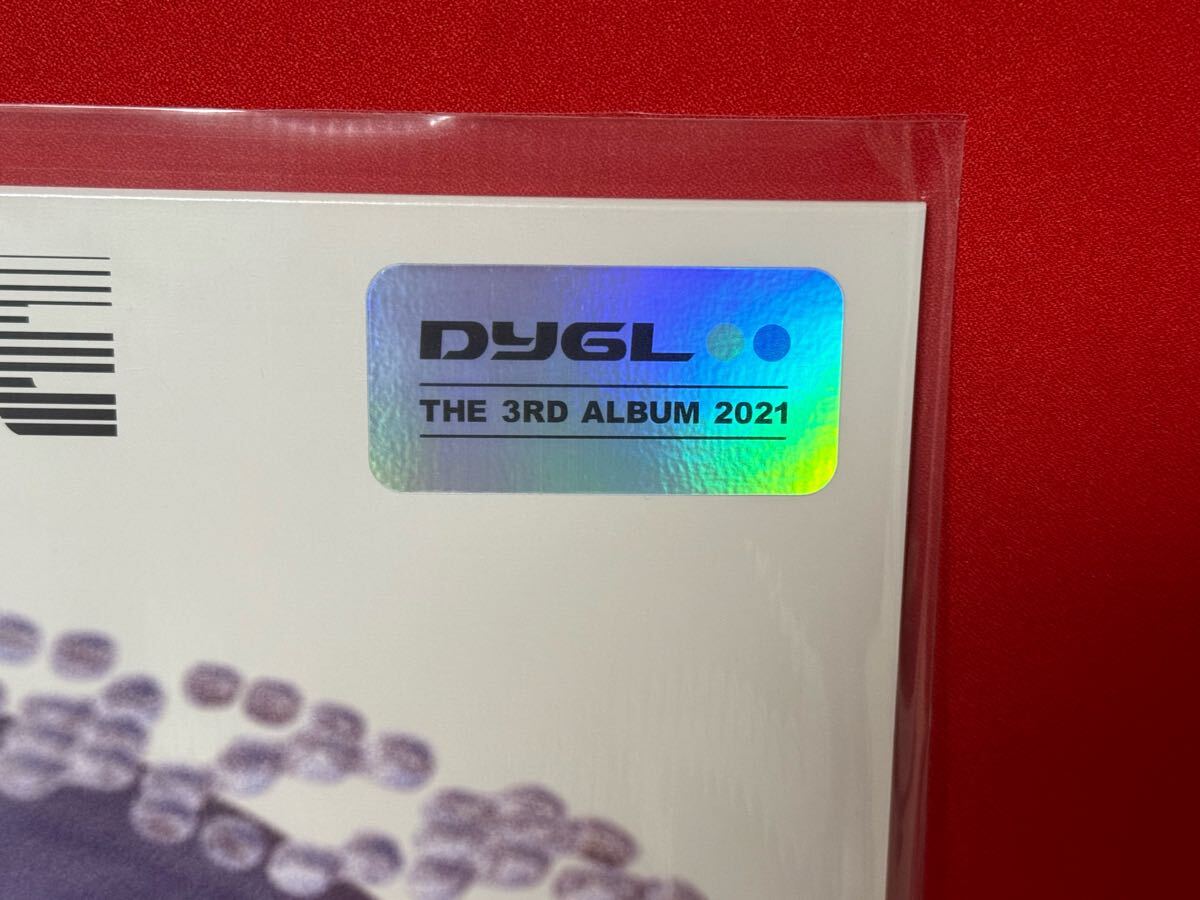 DYGL
THE 3RD ALBUM 2021